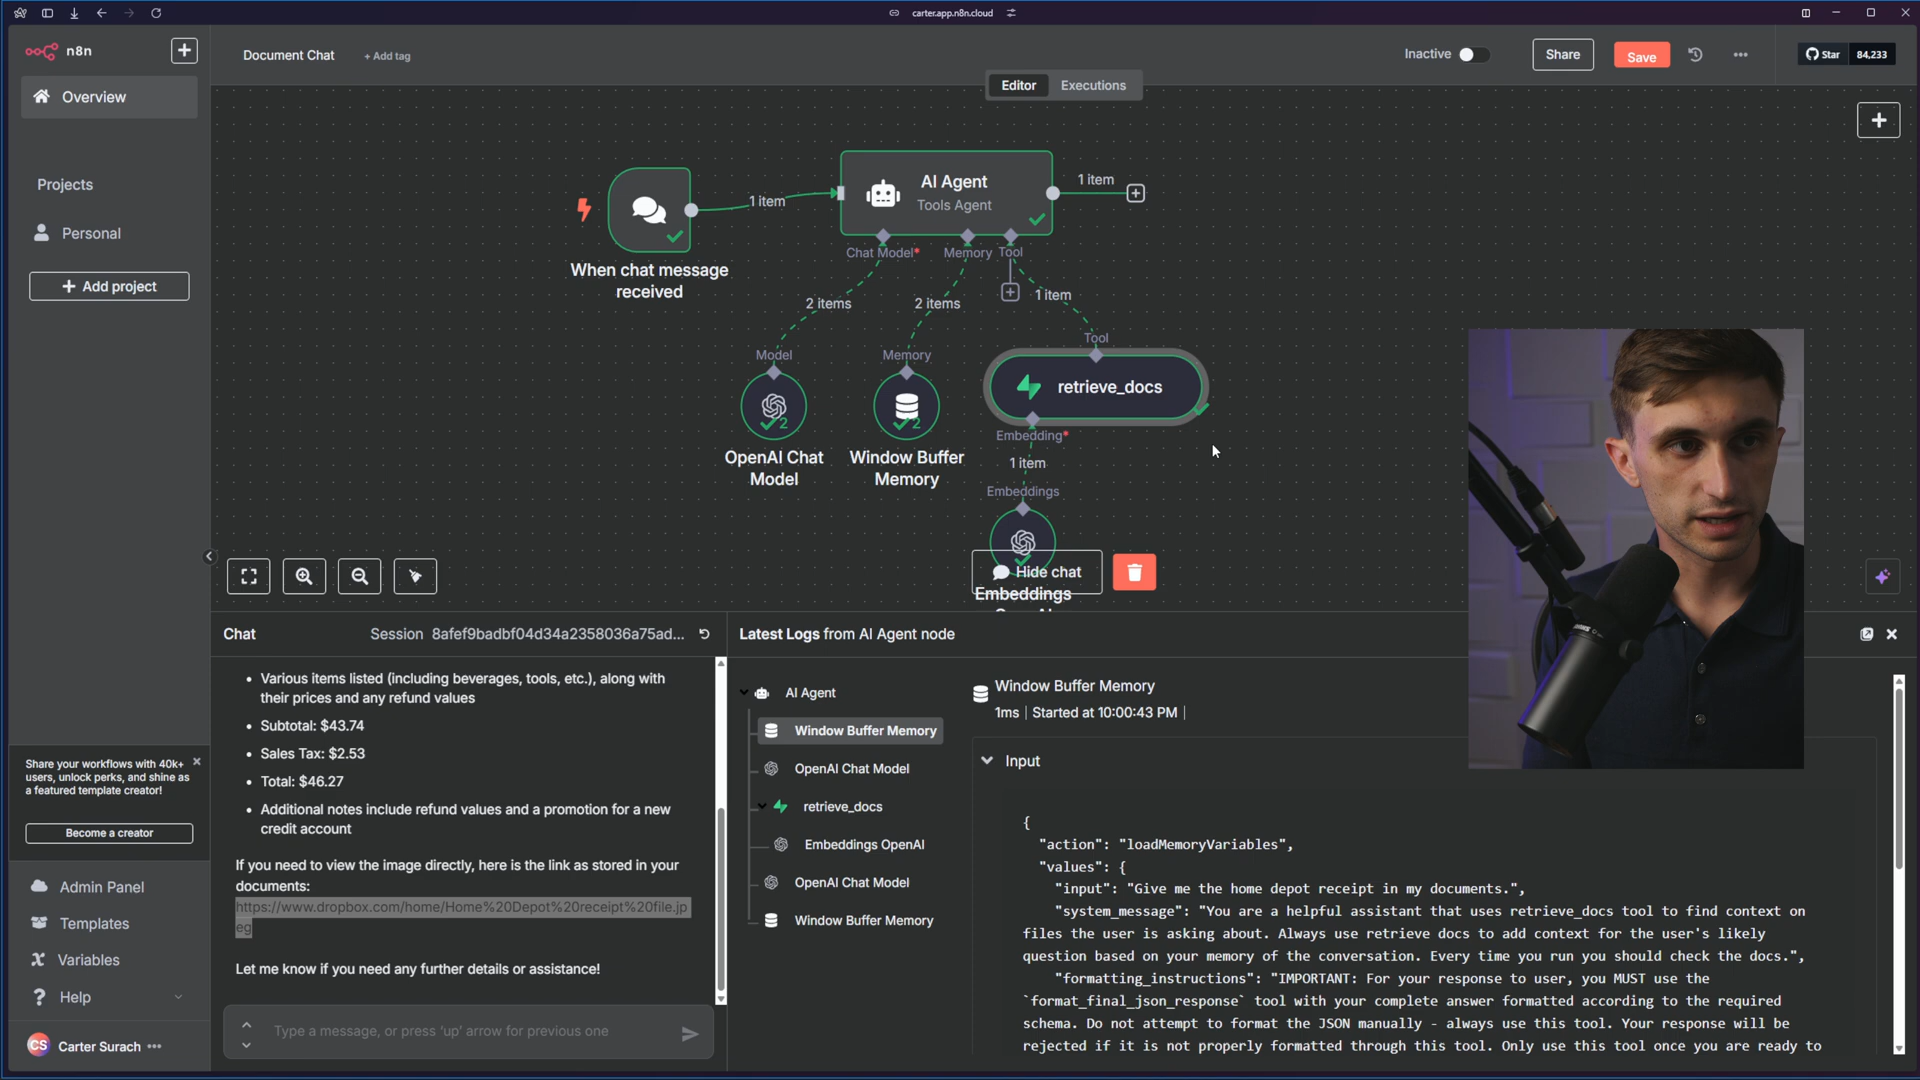 carter.app.n8n.cloud
n8n
Document Chat
+ Add tag
Inactive
Share
Save
Star
84,233
Editor
Executions
Overview
Projects
Personal
Add project
1 item
AI Agent
Tools Agent
1 item
Chat Model*
Memory
Tool
When chat message
received
2 items
2 items
1 item
Model
Memory
Tool
retrieve_docs
2
2
OpenAI Chat
Model
Window Buffer
Memory
Embedding*
1 item
Embeddings
Hide chat
Embeddings
Share your workflows with 40k+
users, unlock perks, and shine as
a featured template creator!
Become a creator
Admin Panel
Templates
Variables
Help
CS
Carter Surach
Chat
Session 8afef9badbf04d34a2358036a75ad...
• Various items listed (including beverages, tools, etc.), along with
their prices and any refund values
• Subtotal: $43.74
• Sales Tax: $2.53
• Total: $46.27
• Additional notes include refund values and a promotion for a new
credit account
If you need to view the image directly, here is the link as stored in your
documents:
https://www.dropbox.com/home/Home%20Depot%20receipt%20file.jp
eg
Let me know if you need any further details or assistance!
Type a message, or press 'up' arrow for previous one
Latest Logs from AI Agent node
AI Agent
Window Buffer Memory
OpenAI Chat Model
retrieve_docs
Embeddings OpenAI
OpenAI Chat Model
Window Buffer Memory
Window Buffer Memory
1ms | Started at 10:00:43 PM |
Input
{
"action": "loadMemoryVariables",
"values": {
"input": "Give me the home depot receipt in my documents.",
"system_message": "You are a helpful assistant that uses retrieve_docs tool to find context on
files the user is asking about. Always use retrieve docs to add context for the user's likely
question based on your memory of the conversation. Every time you run you should check the docs.",
"formatting_instructions": "IMPORTANT: For your response to user, you MUST use the
`format_final_json_response` tool with your complete answer formatted according to the required
schema. Do not attempt to format the JSON manually - always use this tool. Your response will be
rejected if it is not properly formatted through this tool. Only use this tool once you are ready to